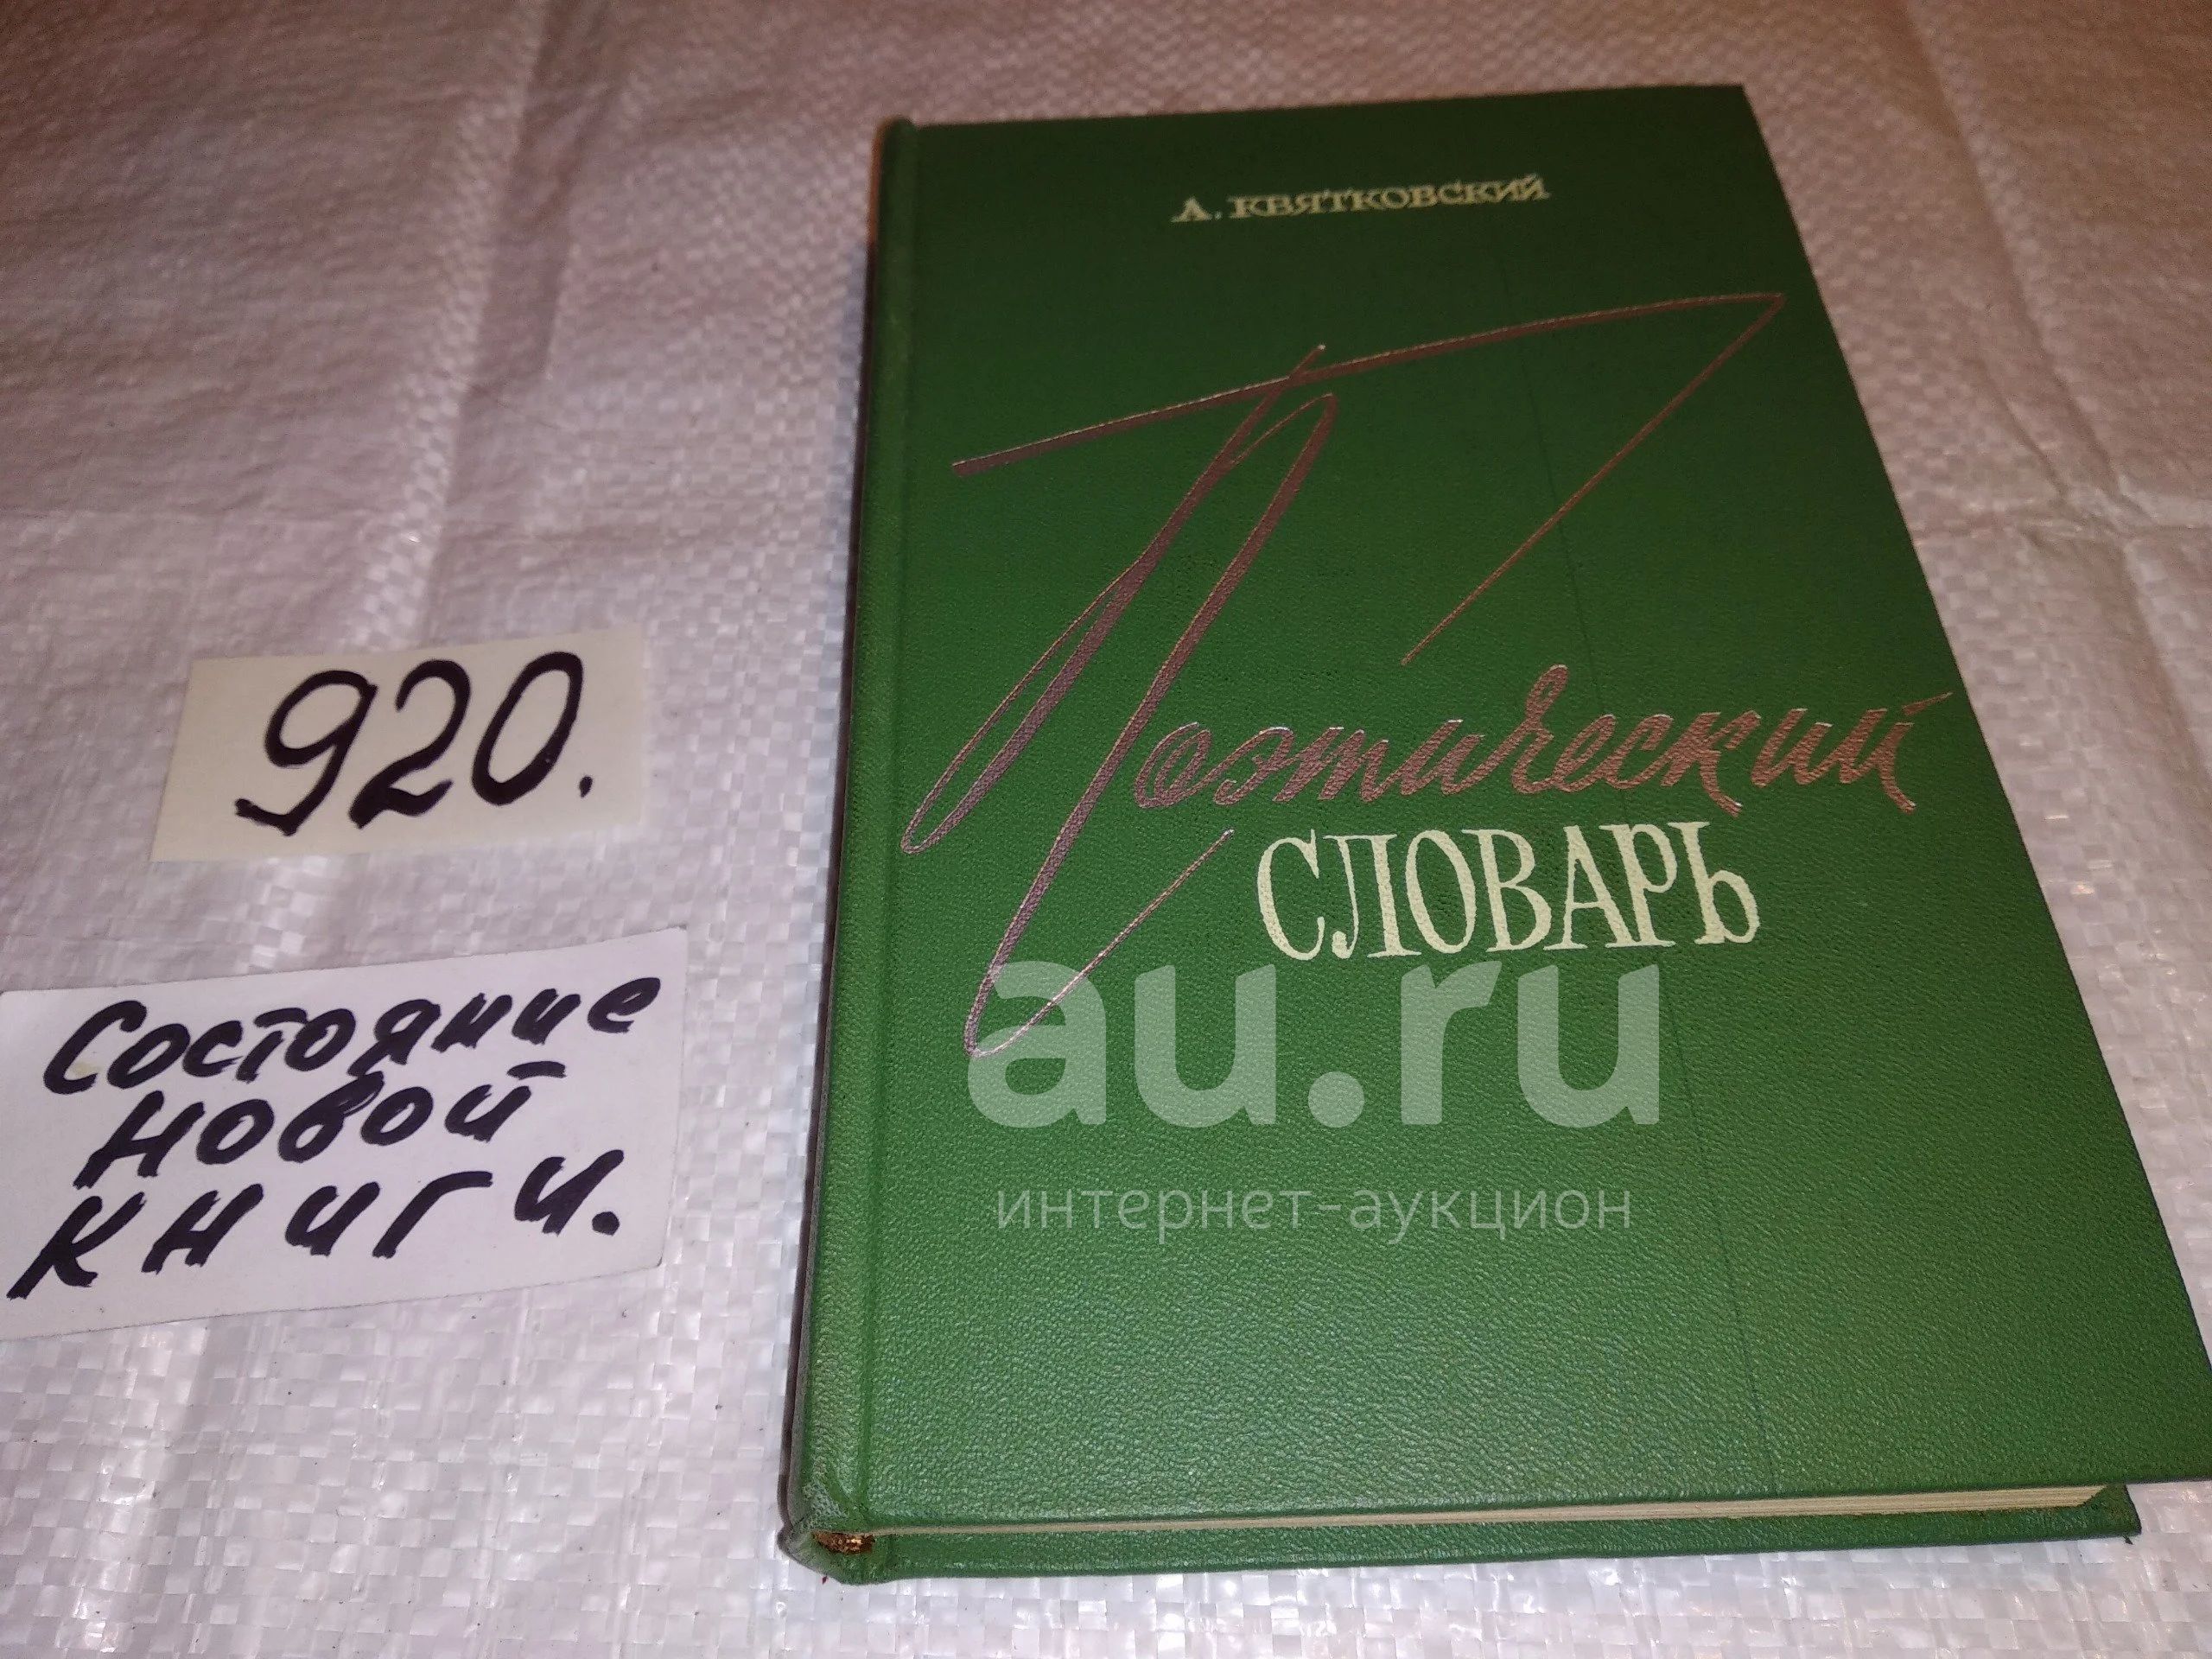 А. КВЯТКОВСКИЙ
Поэтический
СЛОВАРЬ
920.
Состояние
новой
книги.
au.ru
интернет-аукцион